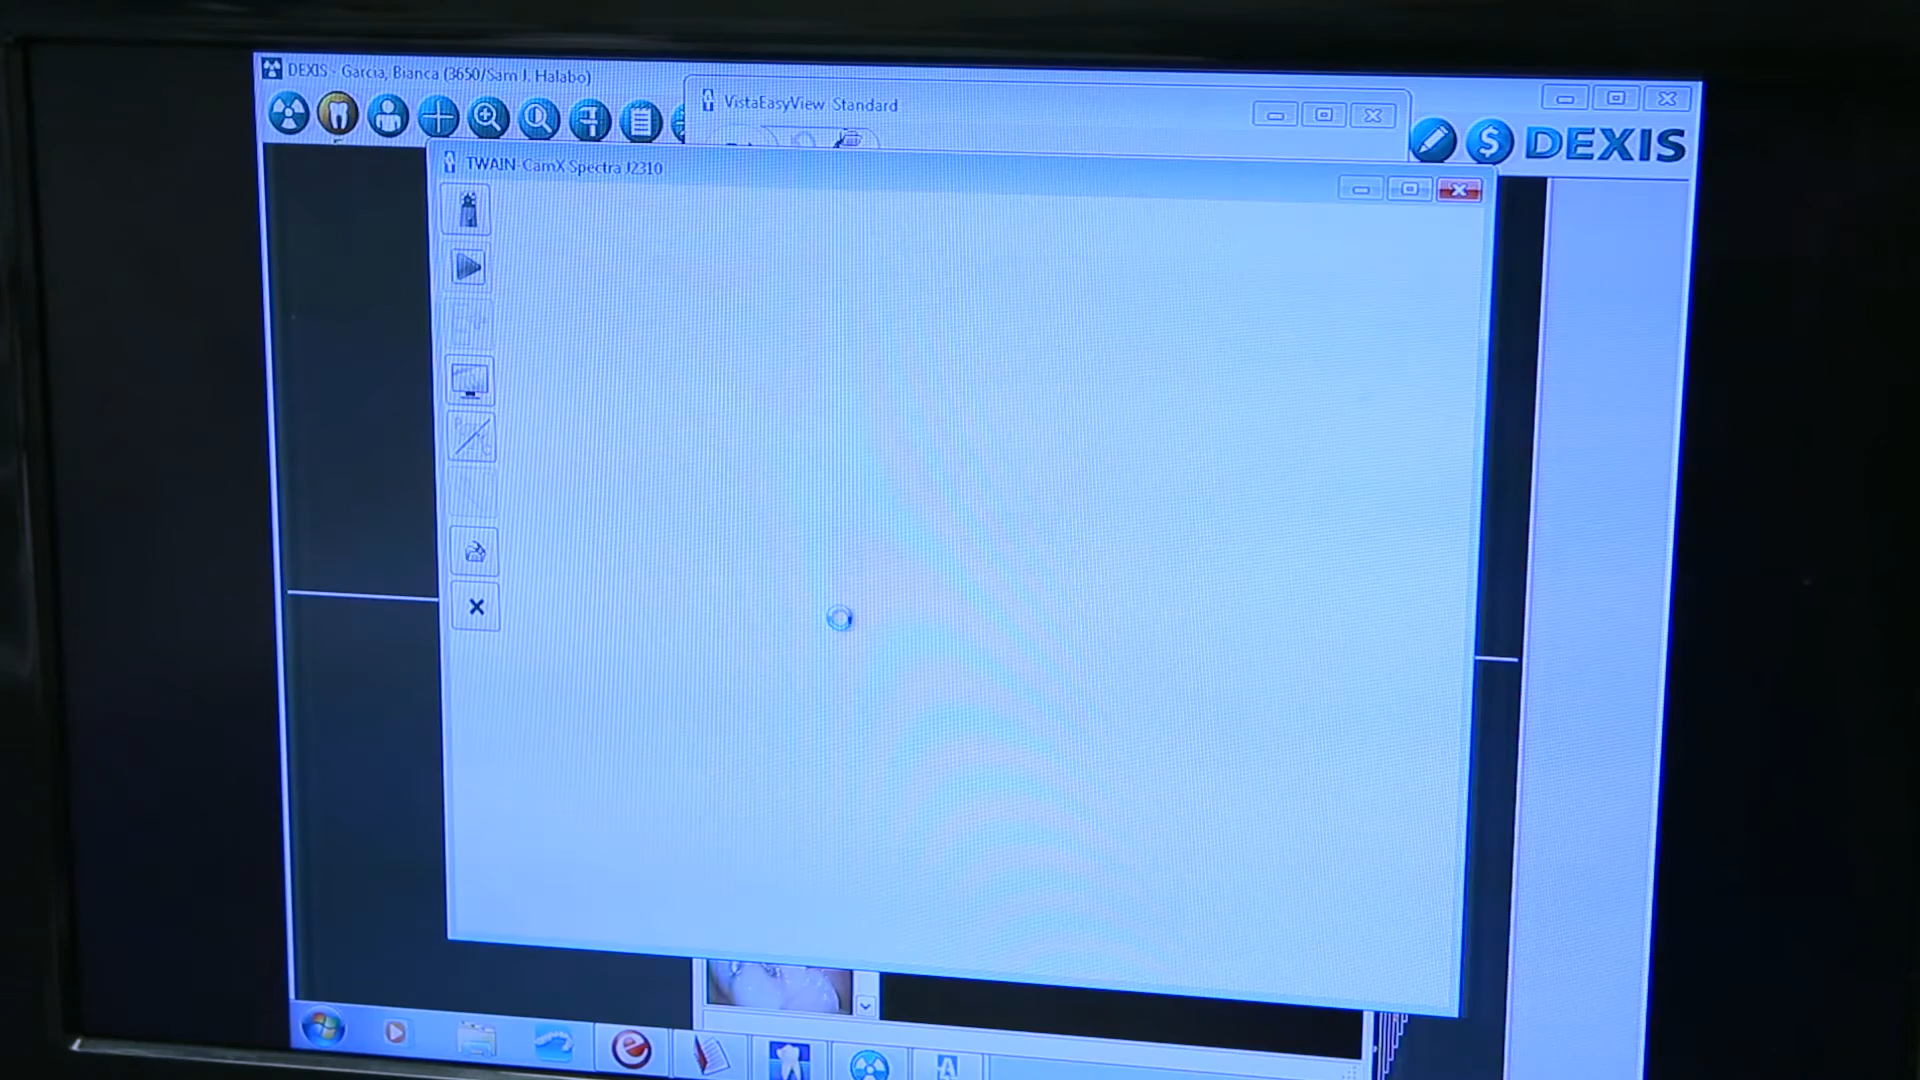 DEXIS - Garcia, Bianca (3650/Sam J. Halabo)
VistaEasyView Standard
DEXIS
TWAIN-CamX Spectra J2310